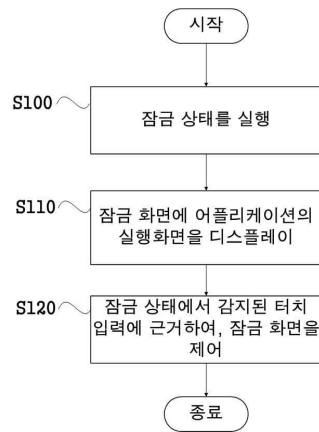 시작
S100
잠금 상태를 실행
S110
잠금 화면에 어플리케이션의
실행화면을 디스플레이
S120
잠금 상태에서 감지된 터치
입력에 근거하여, 잠금 화면을
제어
종료